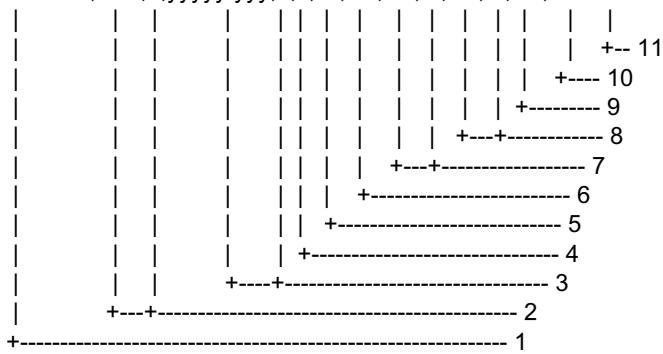 |            |    |        |      | |  |   |    |   |   |   |  |     |    |
|            |    |        |      | |  |   |    |   |   |   |  |     |   +-- 11
|            |    |        |      | |  |   |    |   |   |   |  |    +---- 10
|            |    |        |      | |  |   |    |   |   |   | +--------- 9
|            |    |        |      | |  |   |    |   |  +---+------------ 8
|            |    |        |      | |  |   |   +---+------------------ 7
|            |    |        |      | |  |  +------------------------- 6
|            |    |        |      | | +---------------------------- 5
|            |    |        |      | +------------------------------- 4
|            |    |        +----+--------------------------------- 3
|           +---+--------------------------------------------- 2
+------------------------------------------------------------- 1